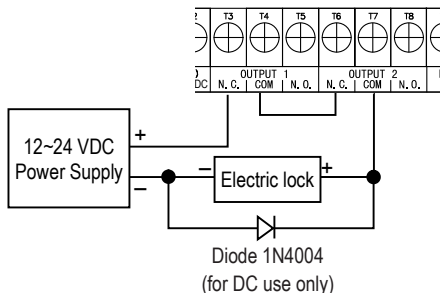 T3 T4 T5 T6 T7 T8
OUTPUT 1 OUTPUT 2
DC N. C. COM N. O. N. C. COM N. O.
+
12~24 VDC
Power Supply
–
– Electric lock +
Diode 1N4004
(for DC use only)